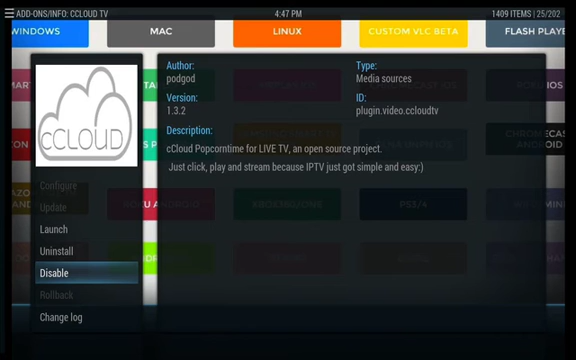 ADD-ONS/INFO: CCLOUD TV
4:47 PM
1409 ITEMS | 25/202
WINDOWS
MAC
LINUX
CUSTOM VLC BETA
FLASH PLAYE
Author:
podgod
Type:
Media sources
Version:
1.3.2
ID:
plugin.video.ccloudtv
Description:
cCloud Popcorntime for LIVE TV, an open source project.
Just click, play and stream because IPTV just got simple and easy:)
cCLOUD
Configure
Update
Launch
Uninstall
Disable
Rollback
Change log
ROKU ANDROID
XBOX
PS3/4
CHROMECAST
ANDROID